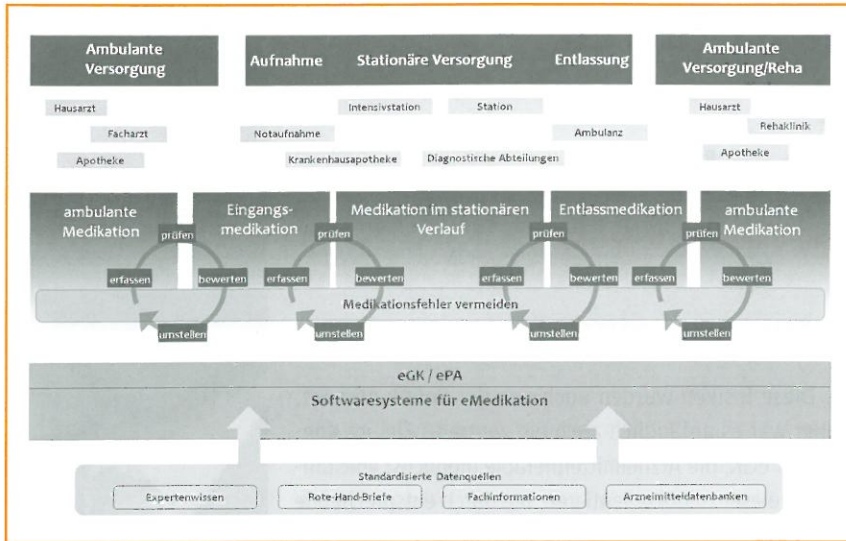 Ambulante
Versorgung
Aufnahme
Stationäre Versorgung
Entlassung
Ambulante
Versorgung/Reha
Hausarzt
Facharzt
Apotheke
Intensivstation
Station
Notaufnahme
Ambulanz
Krankenhausapotheke
Diagnostische Abteilungen
Hausarzt
Rehaklinik
Apotheke
ambulante
Medikation
Eingangs-
medikation
Medikation im stationären
Verlauf
Entlassmedikation
ambulante
Medikation
prüfen
prüfen
prüfen
prüfen
erfassen
bewerten
erfassen
bewerten
erfassen
bewerten
erfassen
bewerten
Medikationsfehler vermeiden
umstellen
umstellen
umstellen
umstellen
eGK / ePA
Softwaresysteme für eMedikation
Standardisierte Datenquellen
Expertenwissen
Rote-Hand-Briefe
Fachinformationen
Arzneimitteldatenbanken